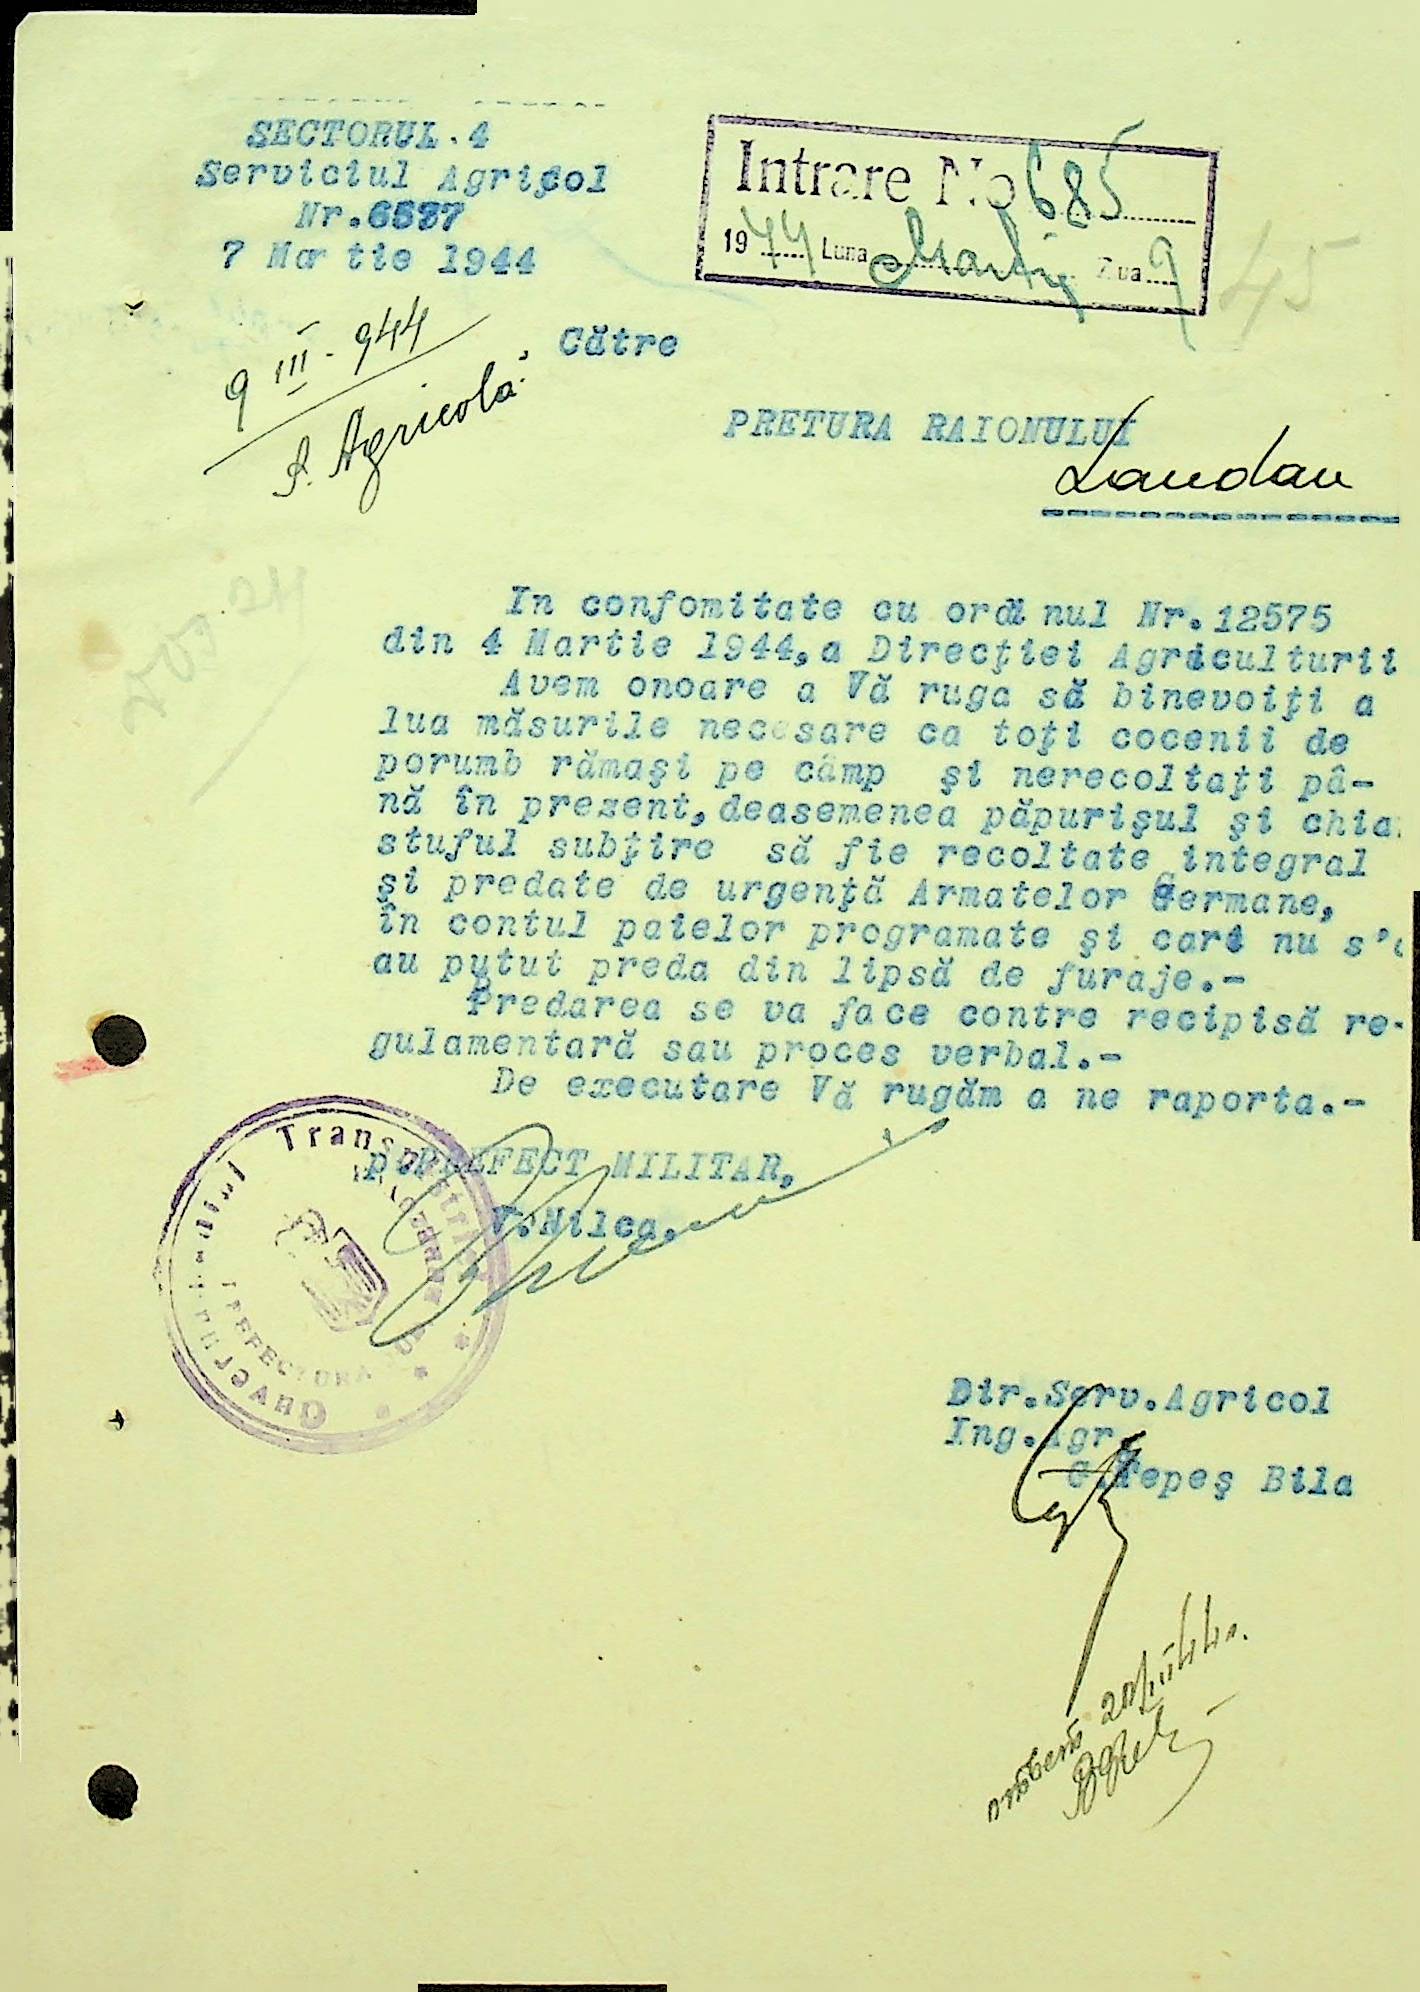 SECTORUL.4
Serviciul Agricol
Nr.6537
7 Martie 1944
Intrare No 685
1944 Luna Martie Ziua 9
45
9 III-944
S. Agricolă
Către
PRETURA RAIONULUI
Landau
In confomitate cu ordinul Nr.12575
din 4 Martie 1944,a Direcţiei Agriculturii
Avem onoare a Vă ruga să binevoiţi a
lua măsurile necesare ca toţi cocenii de
porumb rămaşi pe câmp şi nerecoltaţi pâ-
nă în prezent,deasemenea păpurişul şi chia
stuful subţire să fie recoltate integral
şi predate de urgenţă Armatelor Germane,
în contul paielor programate şi cari nu s'
au putut preda din lipsă de furaje.-
Predarea se va face contre recipisă re-
gulamentară sau proces verbal.-
De executare Vă rugăm a ne raporta.-
p.PREFECT MILITAR,
T.Nilca.
Guvernământul Transnistriei
PREFECTURA
Dir.Serv.Agricol
Ing.Agr.
C.Ţepeş Bila